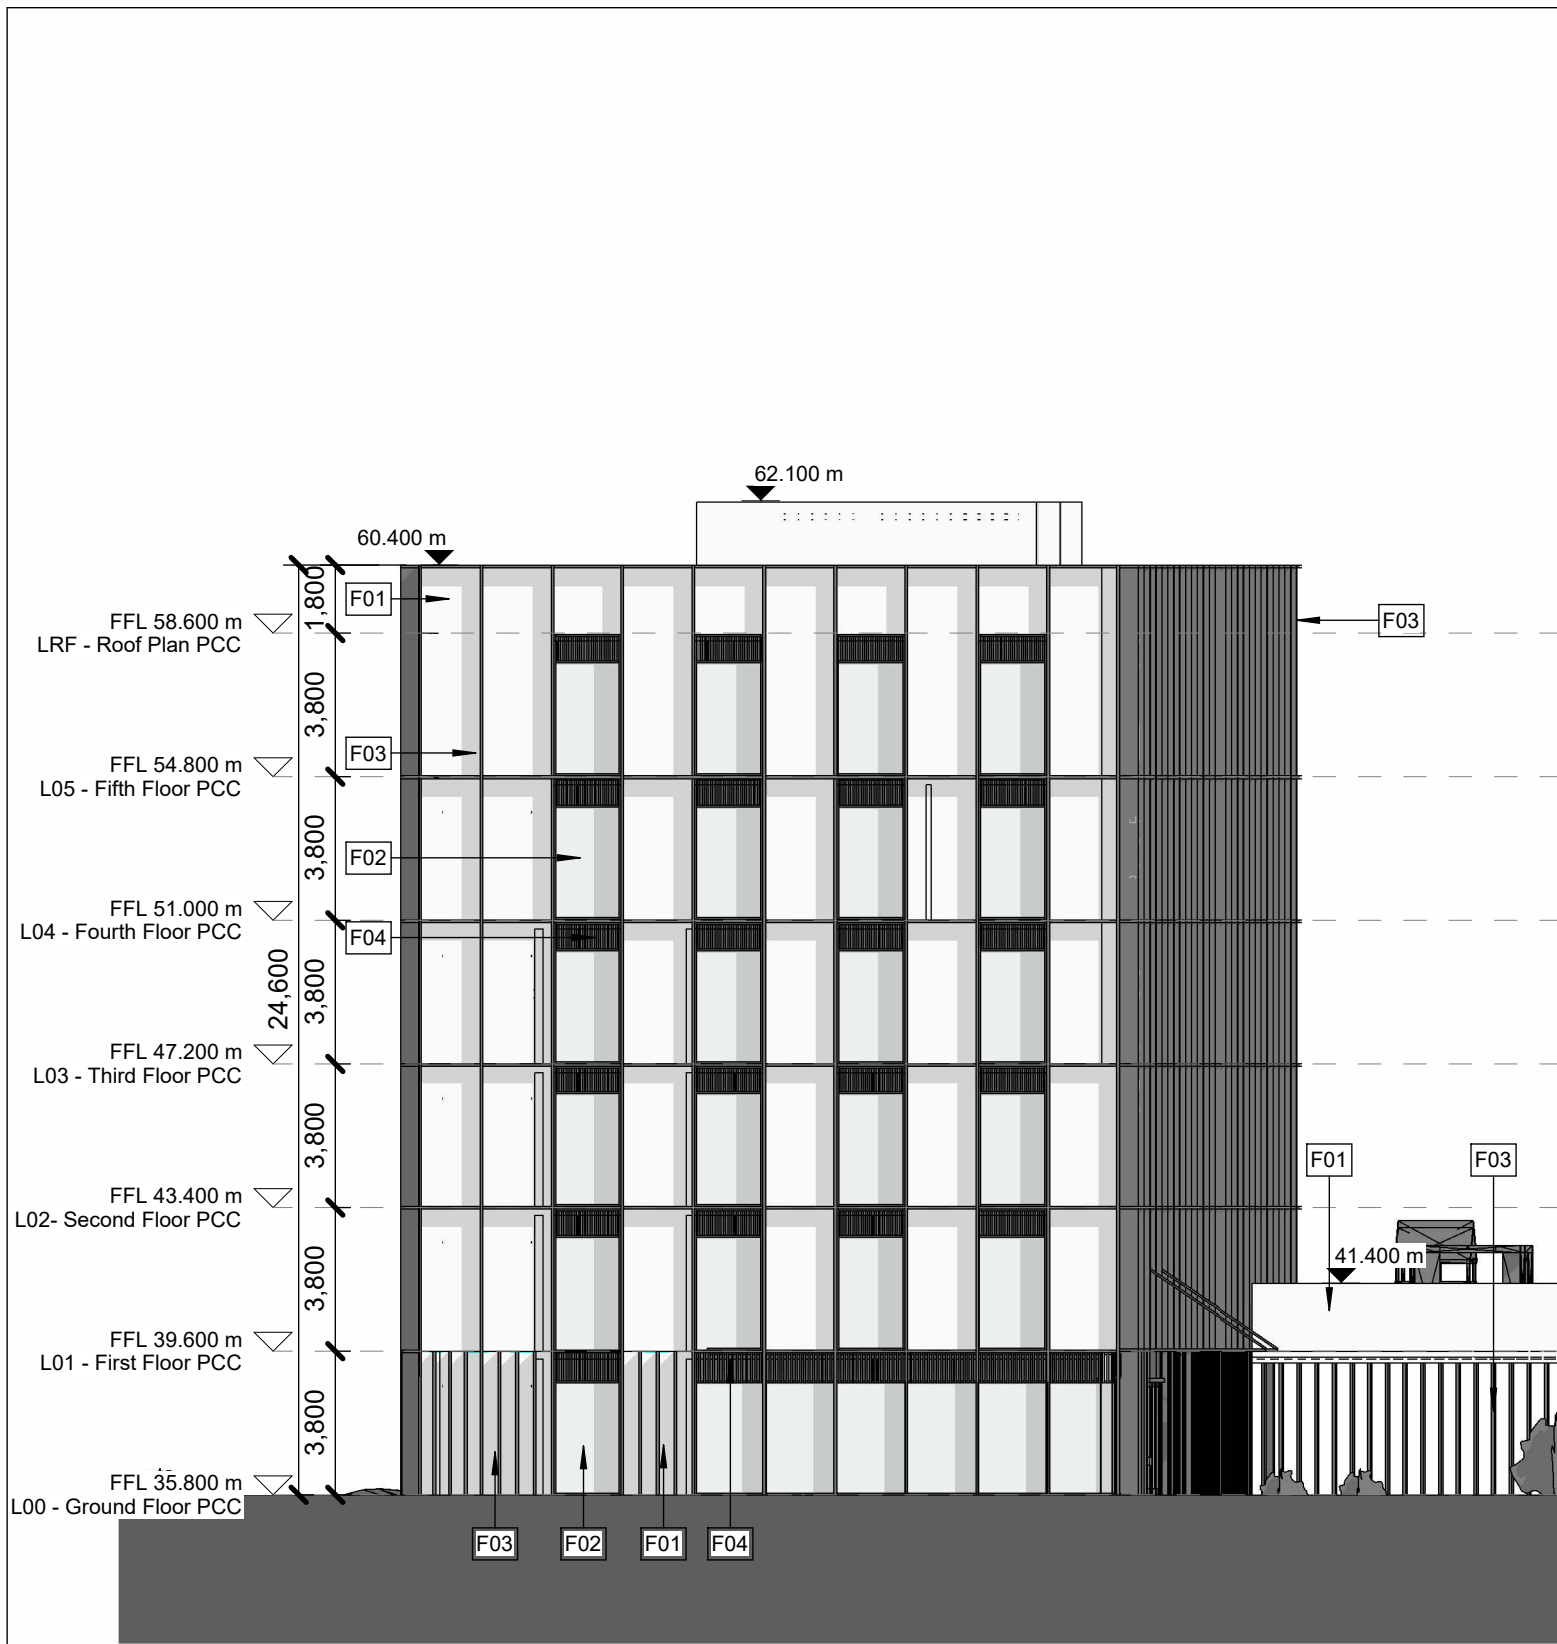 62.100 m
60.400 m
1,800
F01
FFL 58.600 m
LRF - Roof Plan PCC
F03
3,800
F03
FFL 54.800 m
L05 - Fifth Floor PCC
3,800
F02
FFL 51.000 m
L04 - Fourth Floor PCC
F04
24,600
3,800
FFL 47.200 m
L03 - Third Floor PCC
3,800
F01
F03
FFL 43.400 m
L02- Second Floor PCC
41.400 m
3,800
FFL 39.600 m
L01 - First Floor PCC
3,800
FFL 35.800 m
L00 - Ground Floor PCC
F03
F02
F01
F04